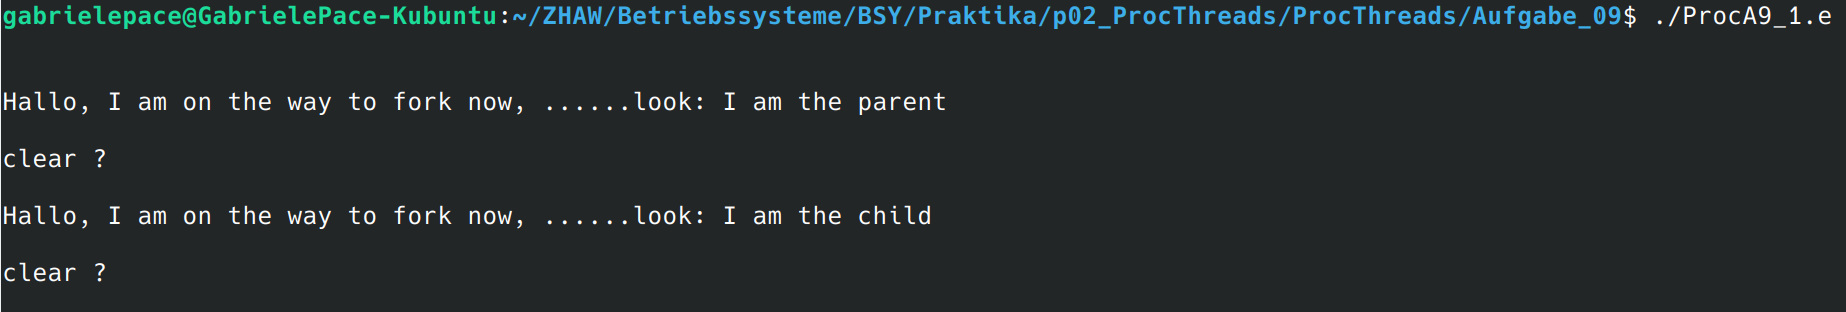 gabrielepace@GabrielePace-Kubuntu:~/ZHAW/Betriebssysteme/BSY/Praktika/p02_ProcThreads/ProcThreads/Aufgabe_09$ ./ProcA9_1.e
Hallo, I am on the way to fork now, ......look: I am the parent
clear ?
Hallo, I am on the way to fork now, ......look: I am the child
clear ?